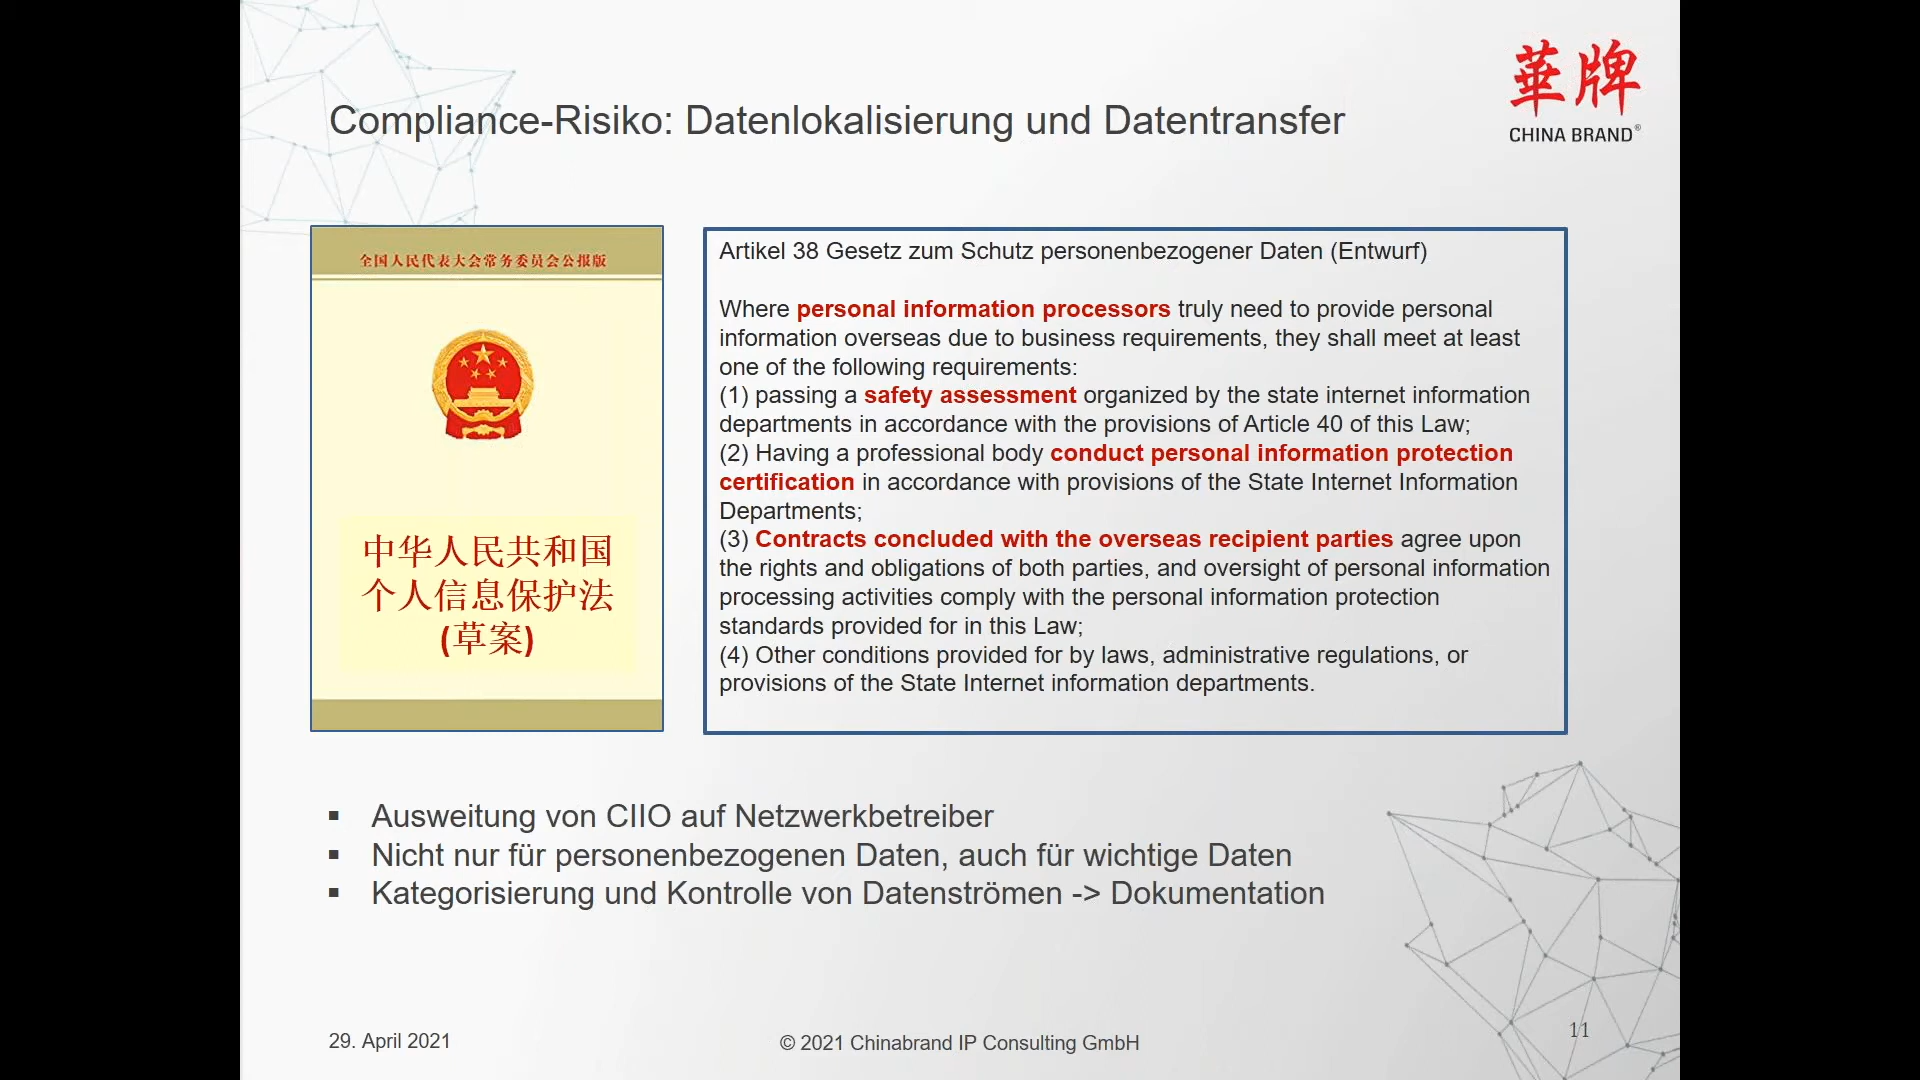 華牌
CHINA BRAND®
Compliance-Risiko: Datenlokalisierung und Datentransfer
全国人民代表大会常务委员会公报版
中华人民共和国
个人信息保护法
(草案)
Artikel 38 Gesetz zum Schutz personenbezogener Daten (Entwurf)
Where personal information processors truly need to provide personal
information overseas due to business requirements, they shall meet at least
one of the following requirements:
(1) passing a safety assessment organized by the state internet information
departments in accordance with the provisions of Article 40 of this Law;
(2) Having a professional body conduct personal information protection
certification in accordance with provisions of the State Internet Information
Departments;
(3) Contracts concluded with the overseas recipient parties agree upon
the rights and obligations of both parties, and oversight of personal information
processing activities comply with the personal information protection
standards provided for in this Law;
(4) Other conditions provided for by laws, administrative regulations, or
provisions of the State Internet information departments.
▪ Ausweitung von CIIO auf Netzwerkbetreiber
▪ Nicht nur für personenbezogenen Daten, auch für wichtige Daten
▪ Kategorisierung und Kontrolle von Datenströmen -> Dokumentation
29. April 2021
© 2021 Chinabrand IP Consulting GmbH
11